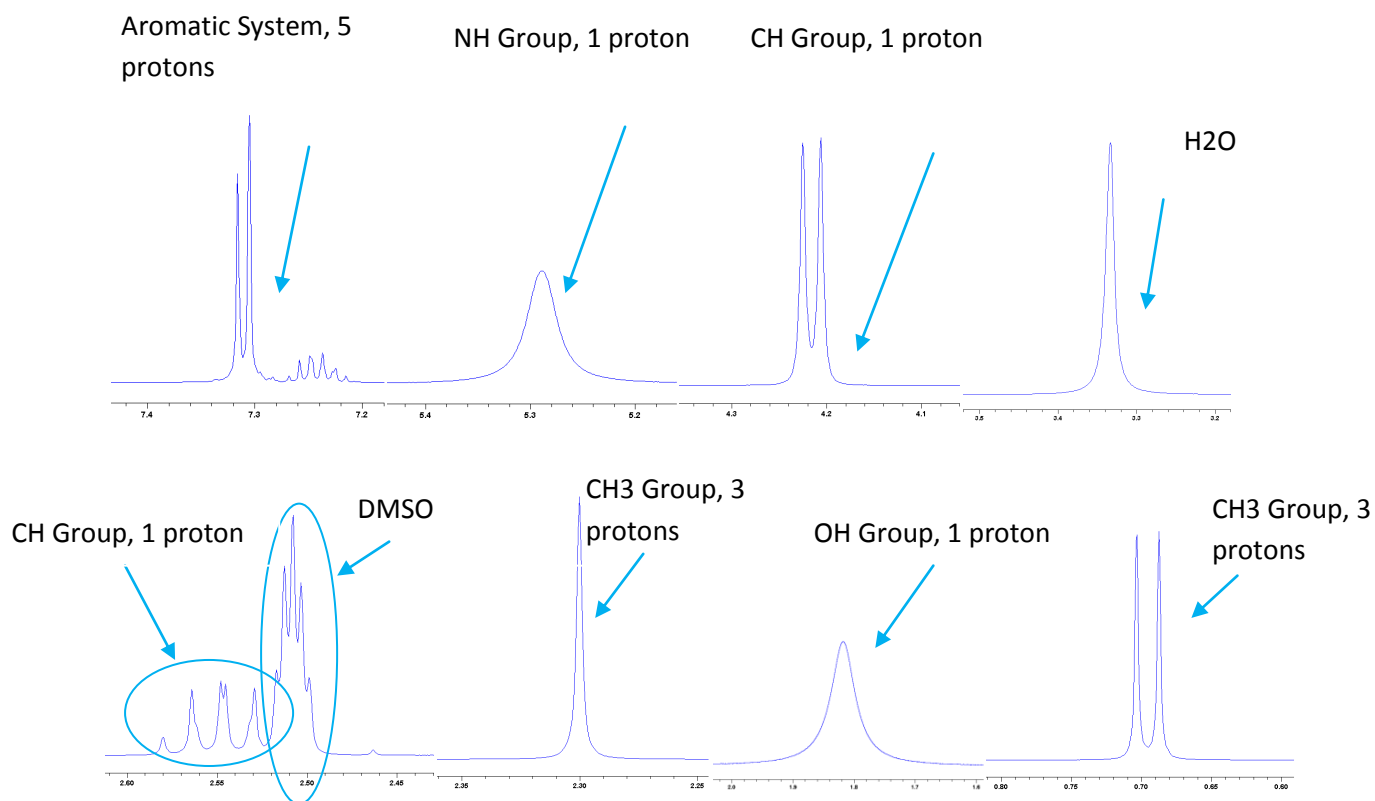 Aromatic System, 5
protons
NH Group, 1 proton
CH Group, 1 proton
H2O
7.4 7.3 7.2
5.4 5.3 5.2
4.3 4.2 4.1
3.5 3.4 3.3 3.2
CH Group, 1 proton
DMSO
CH3 Group, 3
protons
OH Group, 1 proton
CH3 Group, 3
protons
2.60 2.55 2.50 2.45
2.35 2.30 2.25
2.0 1.9 1.8 1.7 1.6
0.80 0.75 0.70 0.65 0.60